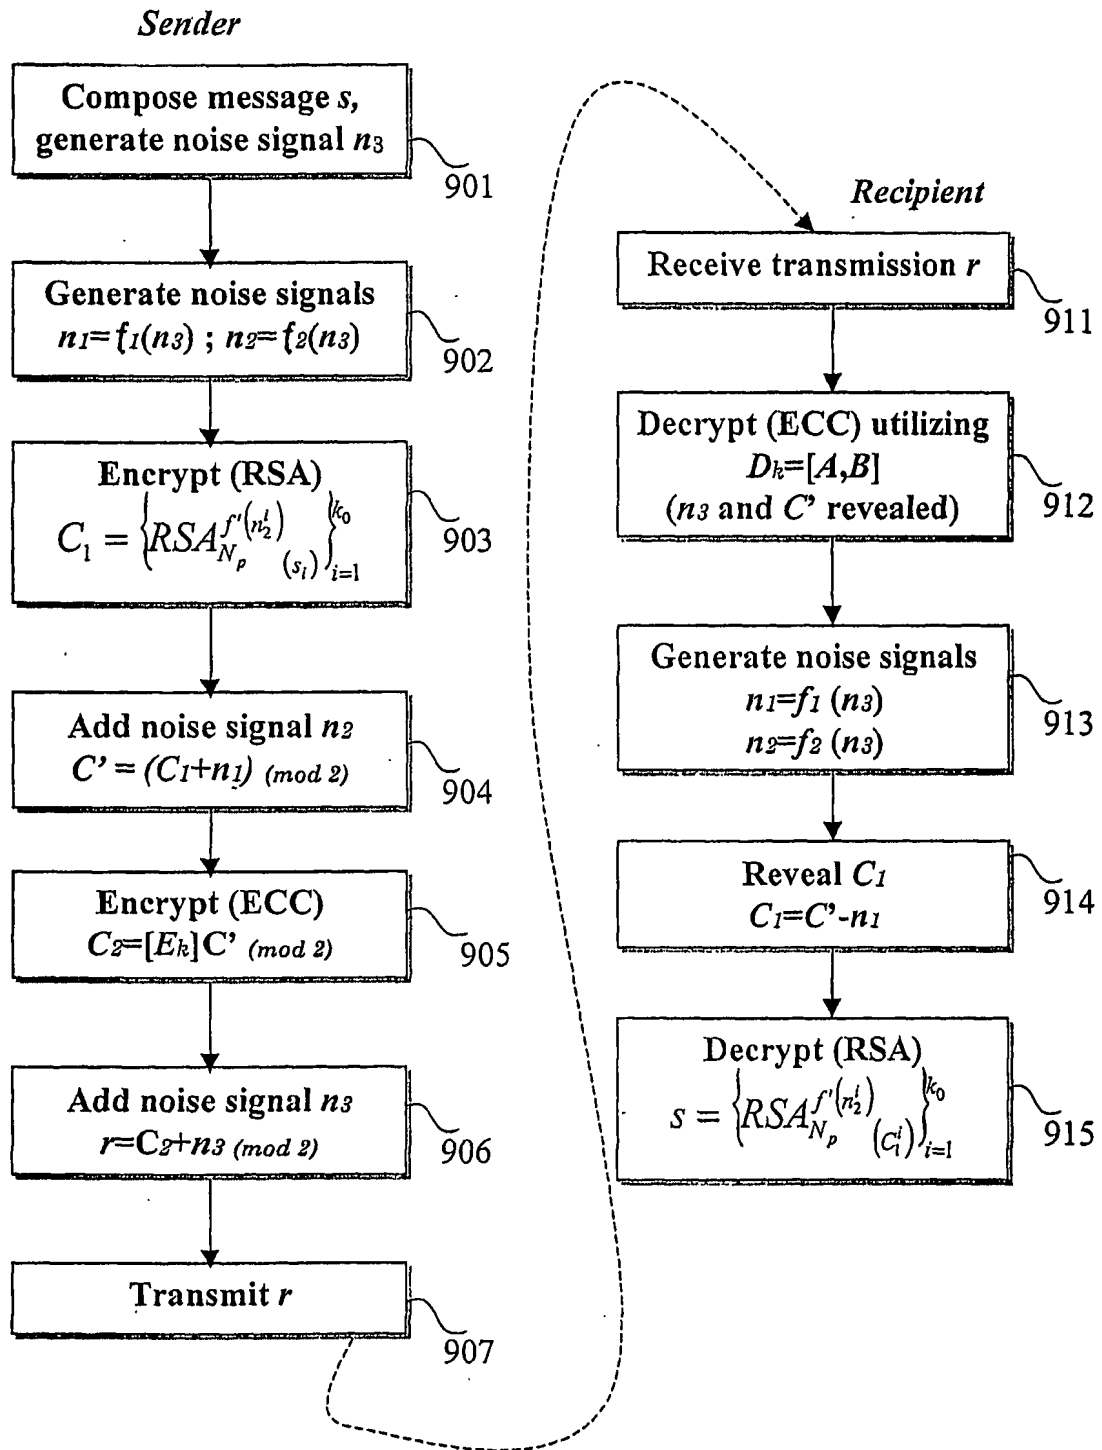 Sender
Compose message s,
generate noise signal n3
901
Generate noise signals
n1=f1(n3) ; n2=f2(n3)
902
Encrypt (RSA)
C₁ = {RSA_{N_p}^{f'(n_2^i)} (s_i)}_{i=1}^{k_0}
903
Add noise signal n2
C' = (C1+n1) (mod 2)
904
Encrypt (ECC)
C2=[Ek]C' (mod 2)
905
Add noise signal n3
r=C2+n3 (mod 2)
906
Transmit r
907
Recipient
Receive transmission r
911
Decrypt (ECC) utilizing
Dk=[A,B]
(n3 and C' revealed)
912
Generate noise signals
n1=f1 (n3)
n2=f2 (n3)
913
Reveal C1
C1=C'-n1
914
Decrypt (RSA)
s = {RSA_{N_p}^{f'(n_2^i)} (C_i^i)}_{i=1}^{k_0}
915